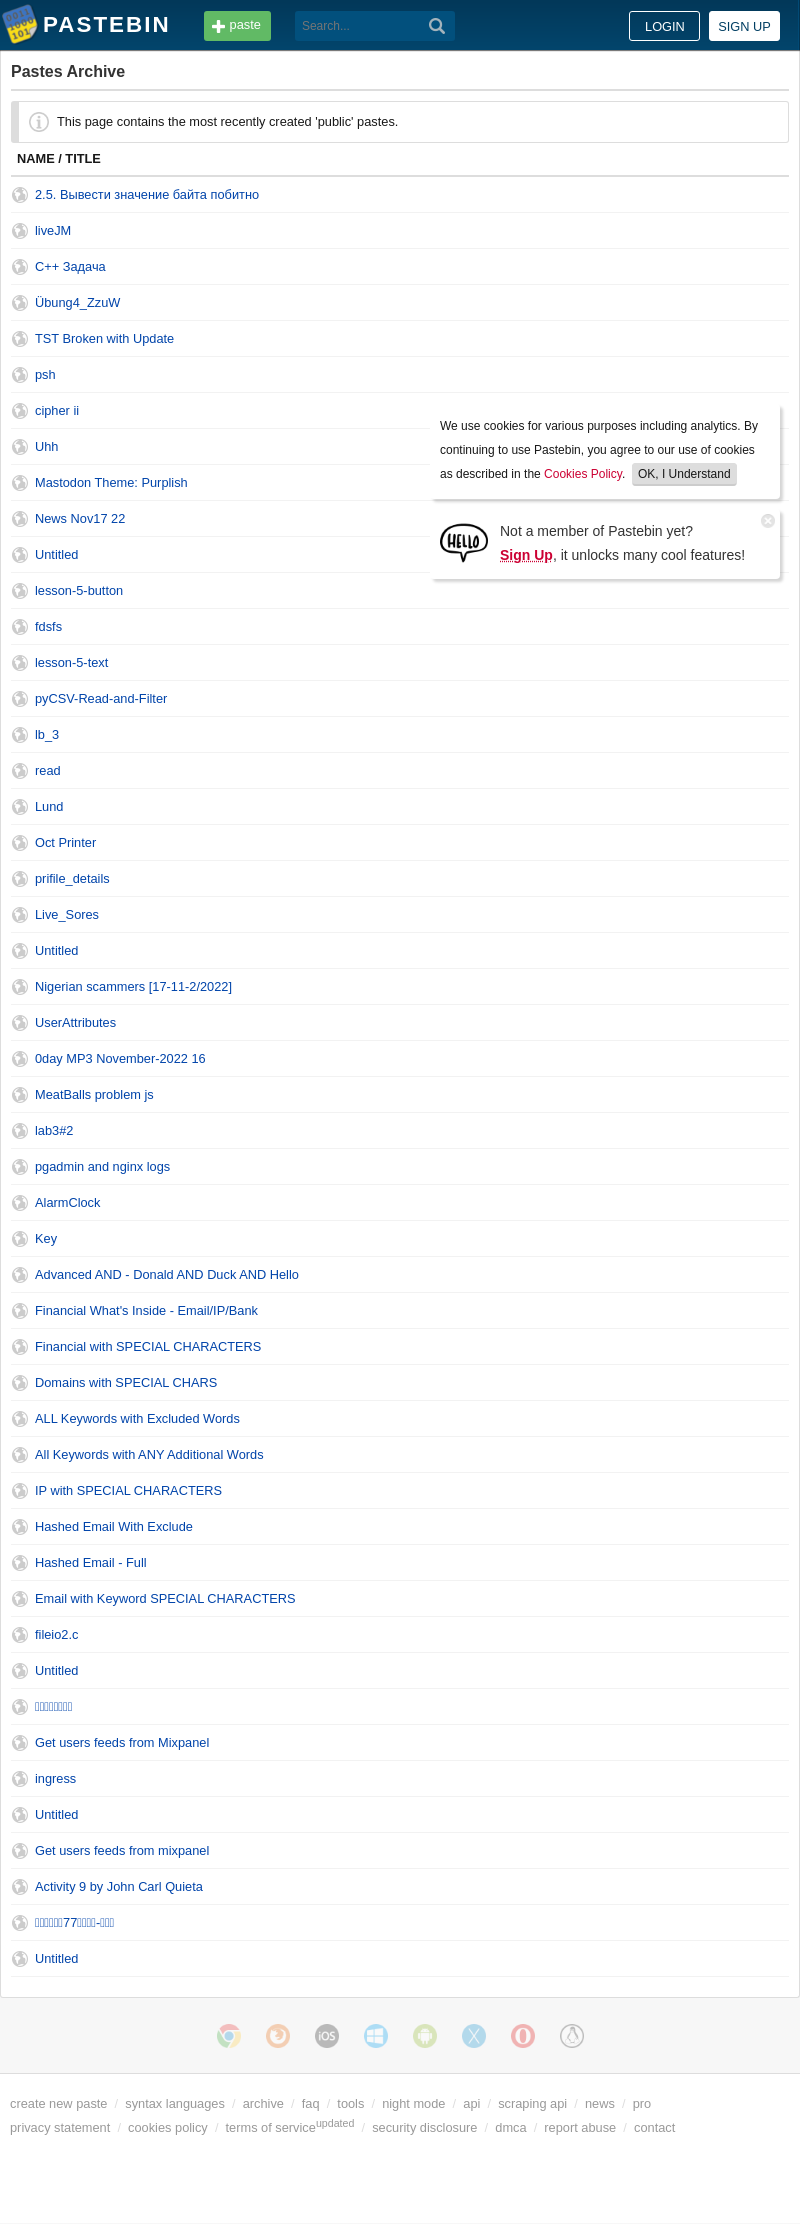 PASTEBIN
paste
Search...
LOGIN
SIGN UP
Pastes Archive
This page contains the most recently created 'public' pastes.
NAME / TITLE
2.5. Вывести значение байта побитно
liveJM
C++ Задача
Übung4_ZzuW
TST Broken with Update
psh
cipher ii
Uhh
Mastodon Theme: Purplish
News Nov17 22
Untitled
We use cookies for various purposes including analytics. By
continuing to use Pastebin, you agree to our use of cookies
as described in the Cookies Policy. OK, I Understand
HELLO
Not a member of Pastebin yet?
Sign Up, it unlocks many cool features!
lesson-5-button
fdsfs
lesson-5-text
pyCSV-Read-and-Filter
lb_3
read
Lund
Oct Printer
prifile_details
Live_Sores
Untitled
Nigerian scammers [17-11-2/2022]
UserAttributes
0day MP3 November-2022 16
MeatBalls problem js
lab3#2
pgadmin and nginx logs
AlarmClock
Key
Advanced AND - Donald AND Duck AND Hello
Financial What's Inside - Email/IP/Bank
Financial with SPECIAL CHARACTERS
Domains with SPECIAL CHARS
ALL Keywords with Excluded Words
All Keywords with ANY Additional Words
IP with SPECIAL CHARACTERS
Hashed Email With Exclude
Hashed Email - Full
Email with Keyword SPECIAL CHARACTERS
fileio2.c
Untitled
Get users feeds from Mixpanel
ingress
Untitled
Get users feeds from mixpanel
Activity 9 by John Carl Quieta
77 -
Untitled
iOS
create new paste / syntax languages / archive / faq / tools / night mode / api / scraping api / news / pro
privacy statement / cookies policy / terms of service updated / security disclosure / dmca / report abuse / contact